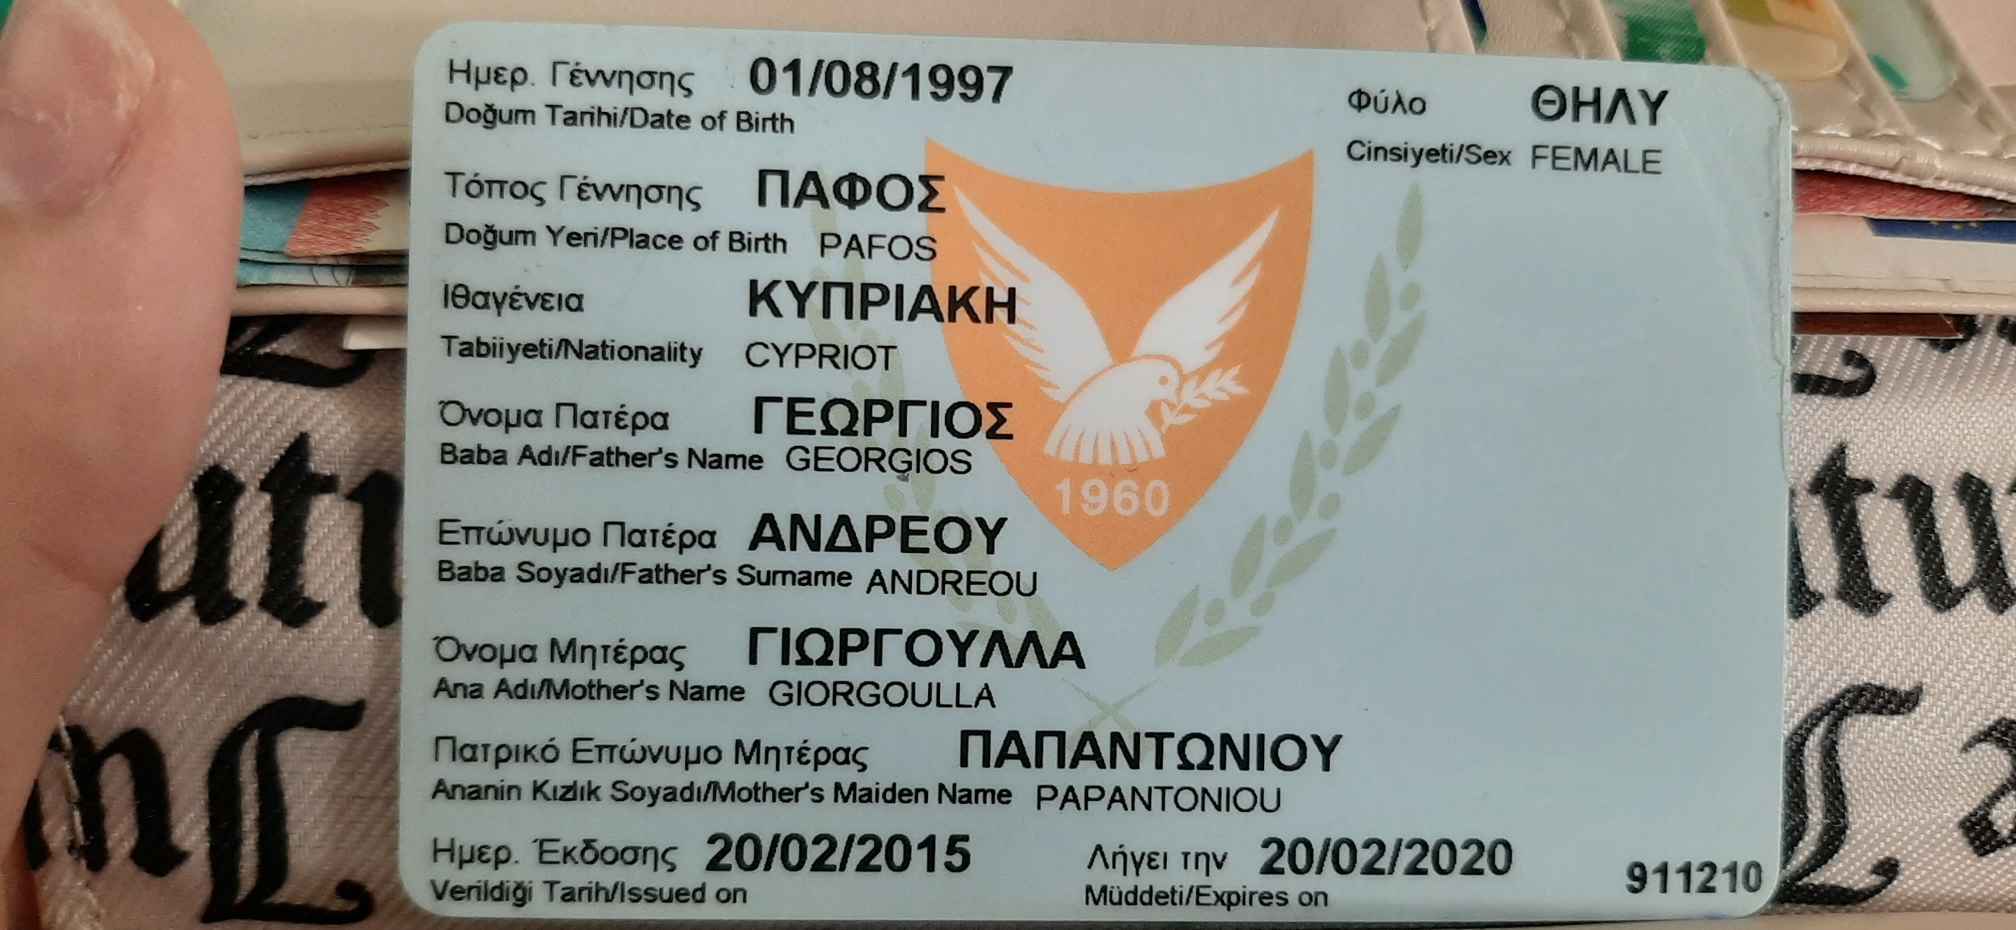 Ημερ. Γέννησης 01/08/1997
Doğum Tarihi/Date of Birth
Φύλο ΘΗΛΥ
Cinsiyeti/Sex FEMALE
Τόπος Γέννησης ΠΑΦΟΣ
Doğum Yeri/Place of Birth PAFOS
Ιθαγένεια ΚΥΠΡΙΑΚΗ
Tabiiyeti/Nationality CYPRIOT
Όνομα Πατέρα ΓΕΩΡΓΙΟΣ
Baba Adı/Father's Name GEORGIOS
1960
Επώνυμο Πατέρα ΑΝΔΡΕΟΥ
Baba Soyadı/Father's Surname ANDREOU
Όνομα Μητέρας ΓΙΩΡΓΟΥΛΛΑ
Ana Adı/Mother's Name GIORGOULLA
Πατρικό Επώνυμο Μητέρας ΠΑΠΑΝΤΩΝΙΟΥ
Ananin Kızlık Soyadı/Mother's Maiden Name PAPANTONIOU
Ημερ. Έκδοσης 20/02/2015 Λήγει την 20/02/2020
Verildiği Tarih/Issued on Müddeti/Expires on
911210